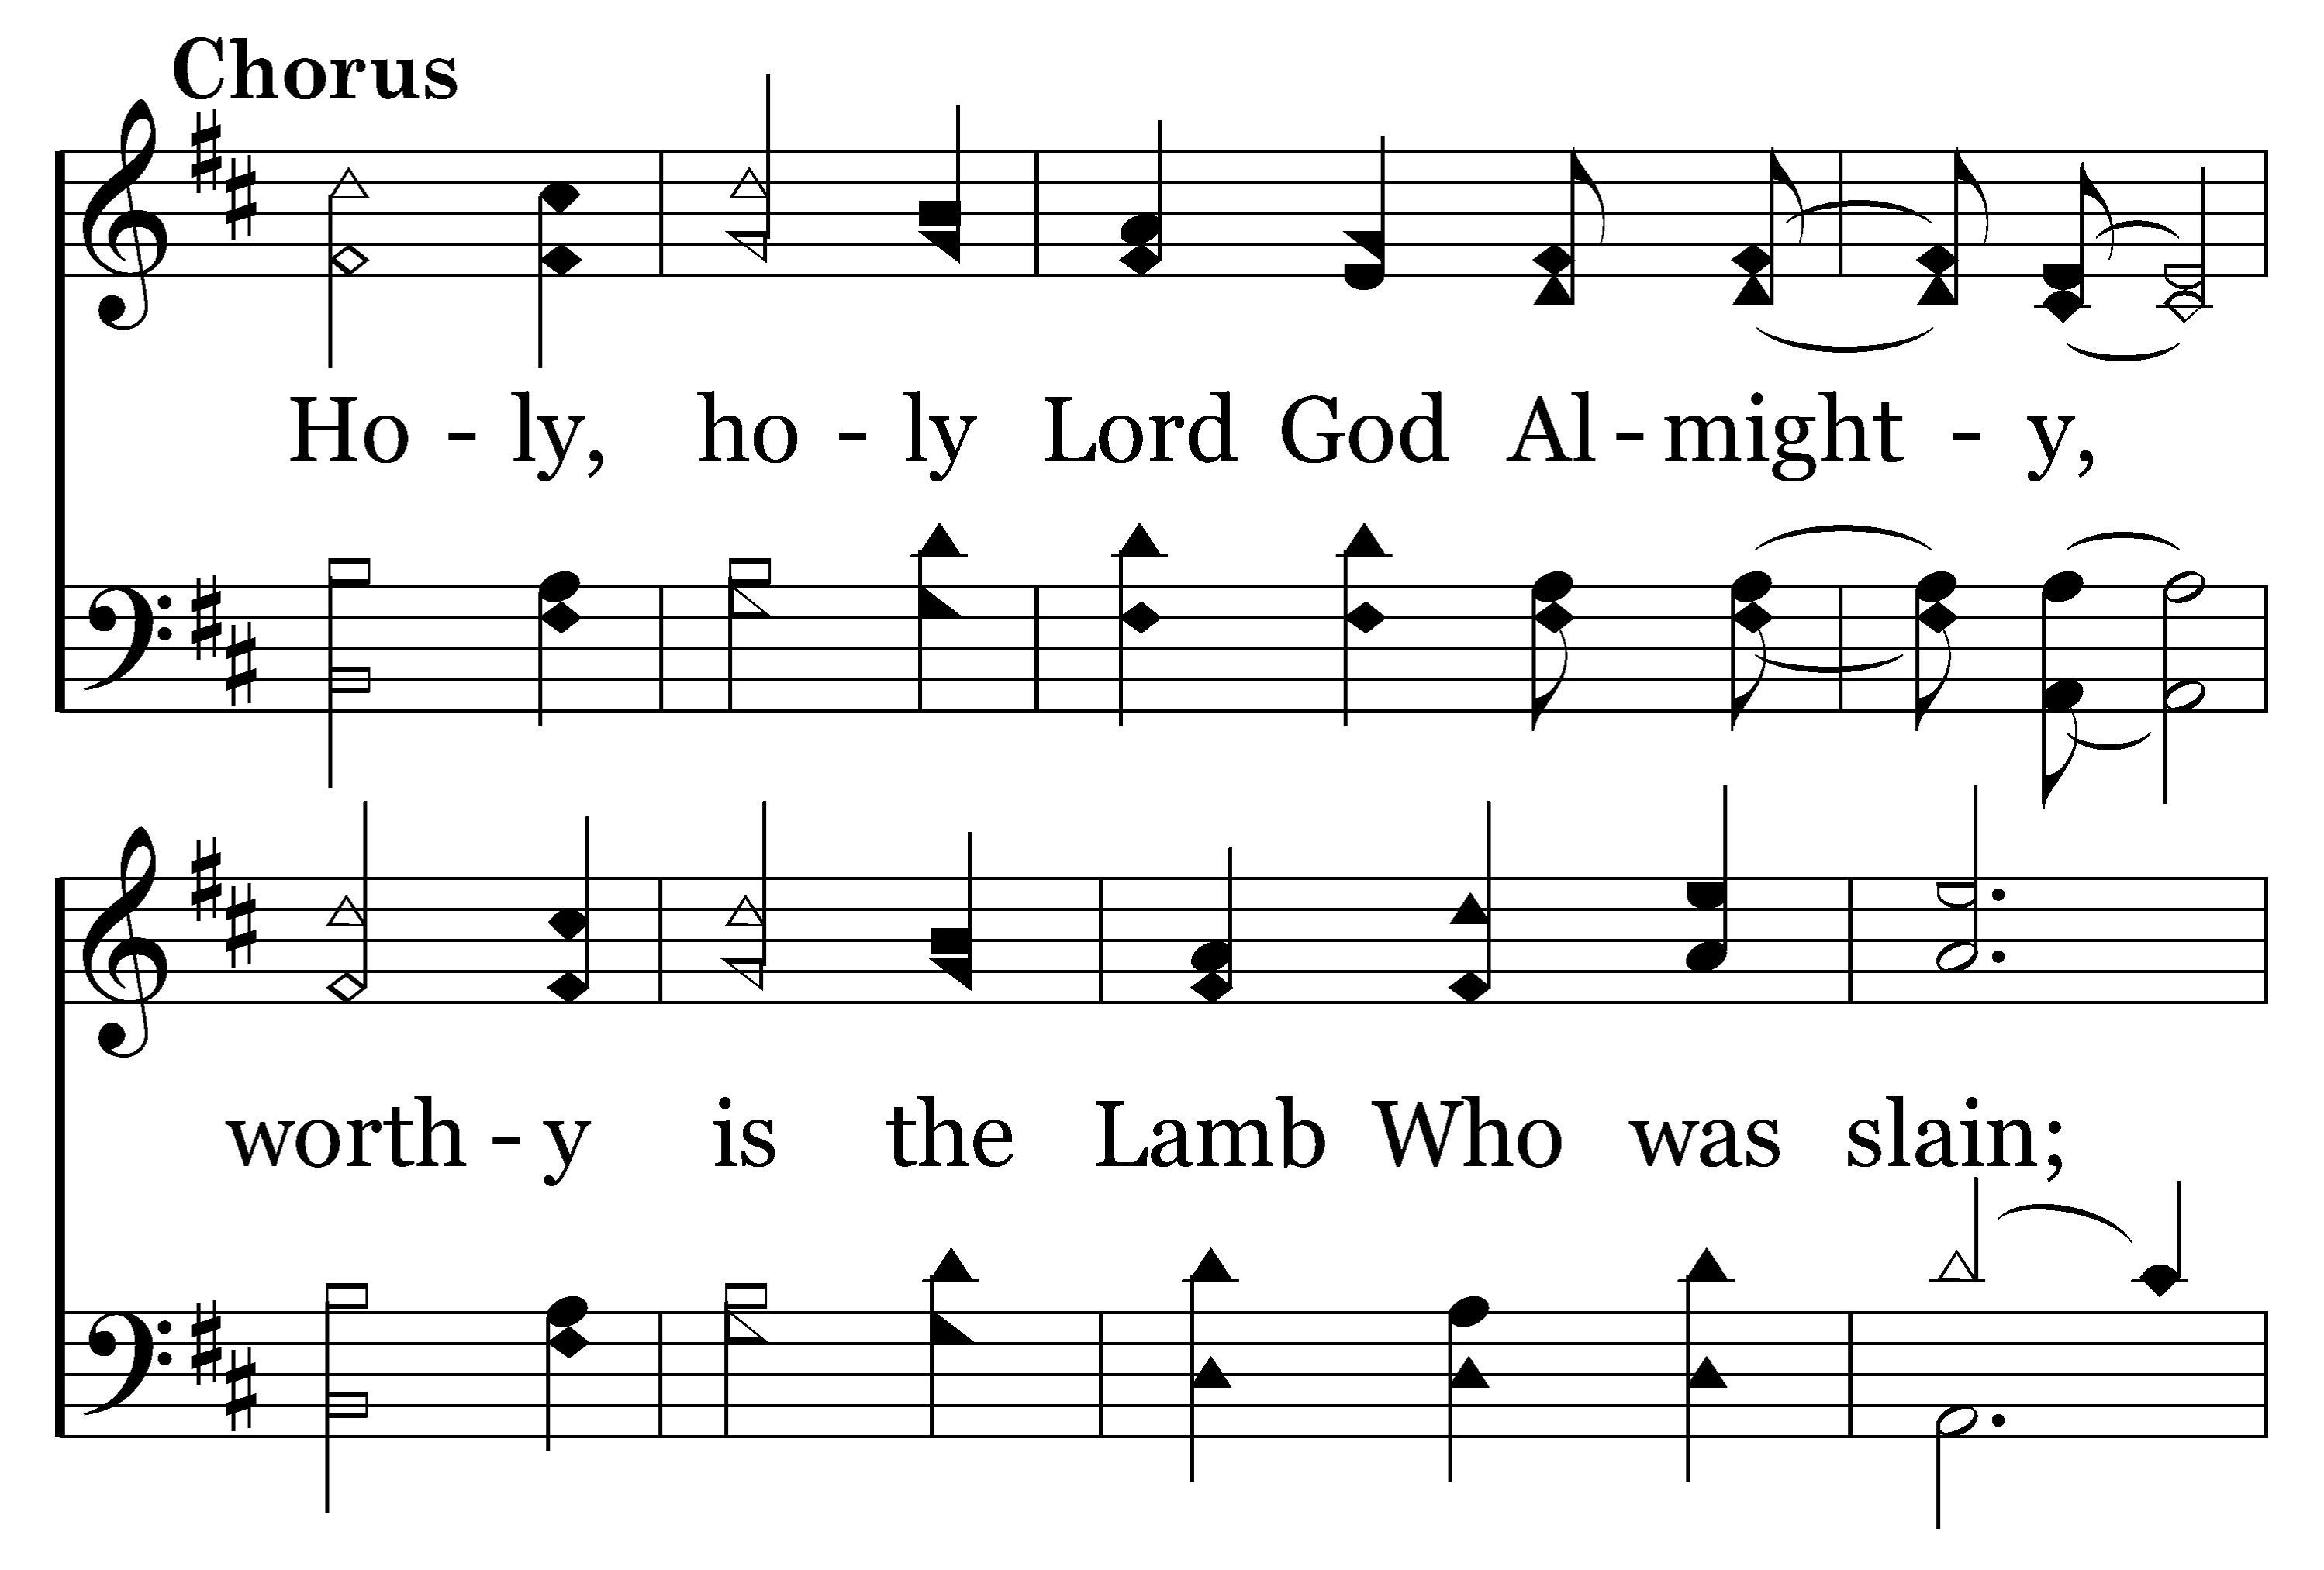 Chorus
Ho - ly, ho - ly Lord God Al - might - y,
worth - y is the Lamb Who was slain;